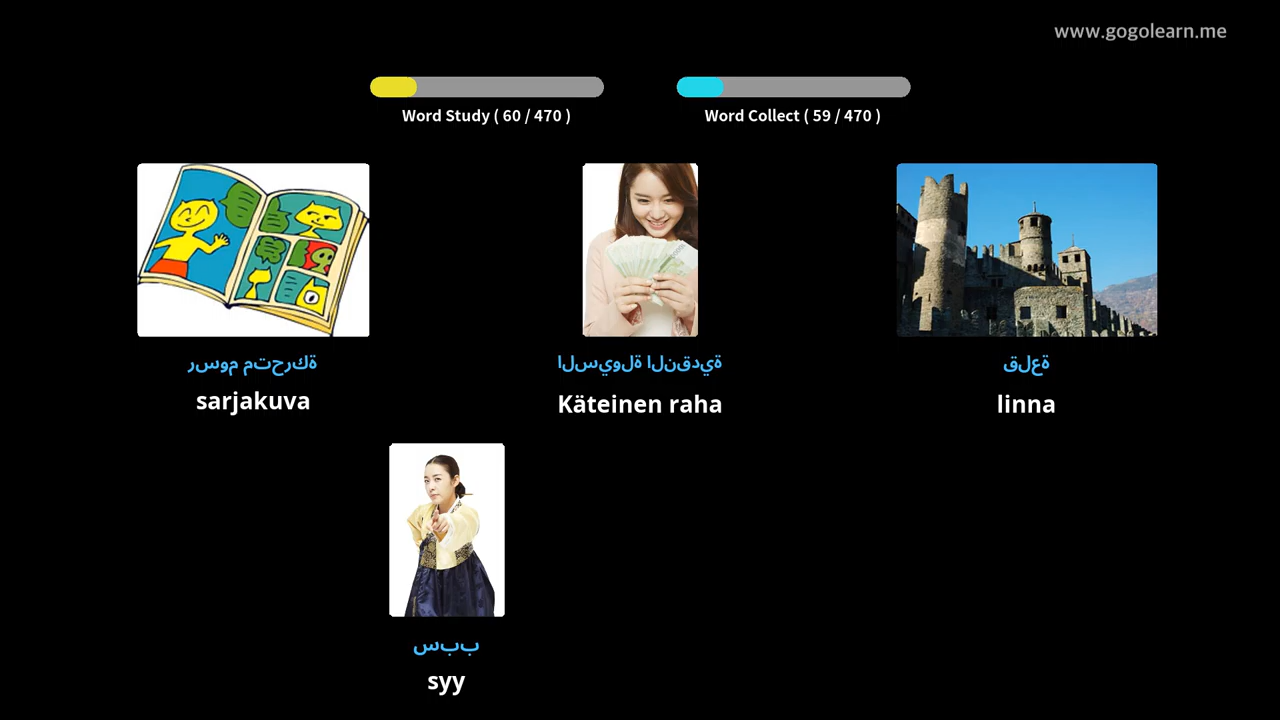 www.gogolearn.me
Word Study ( 60 / 470 )
Word Collect ( 59 / 470 )
رسوم متحركة
السيولة النقدية
قلعة
sarjakuva
Käteinen raha
linna
سبب
syy